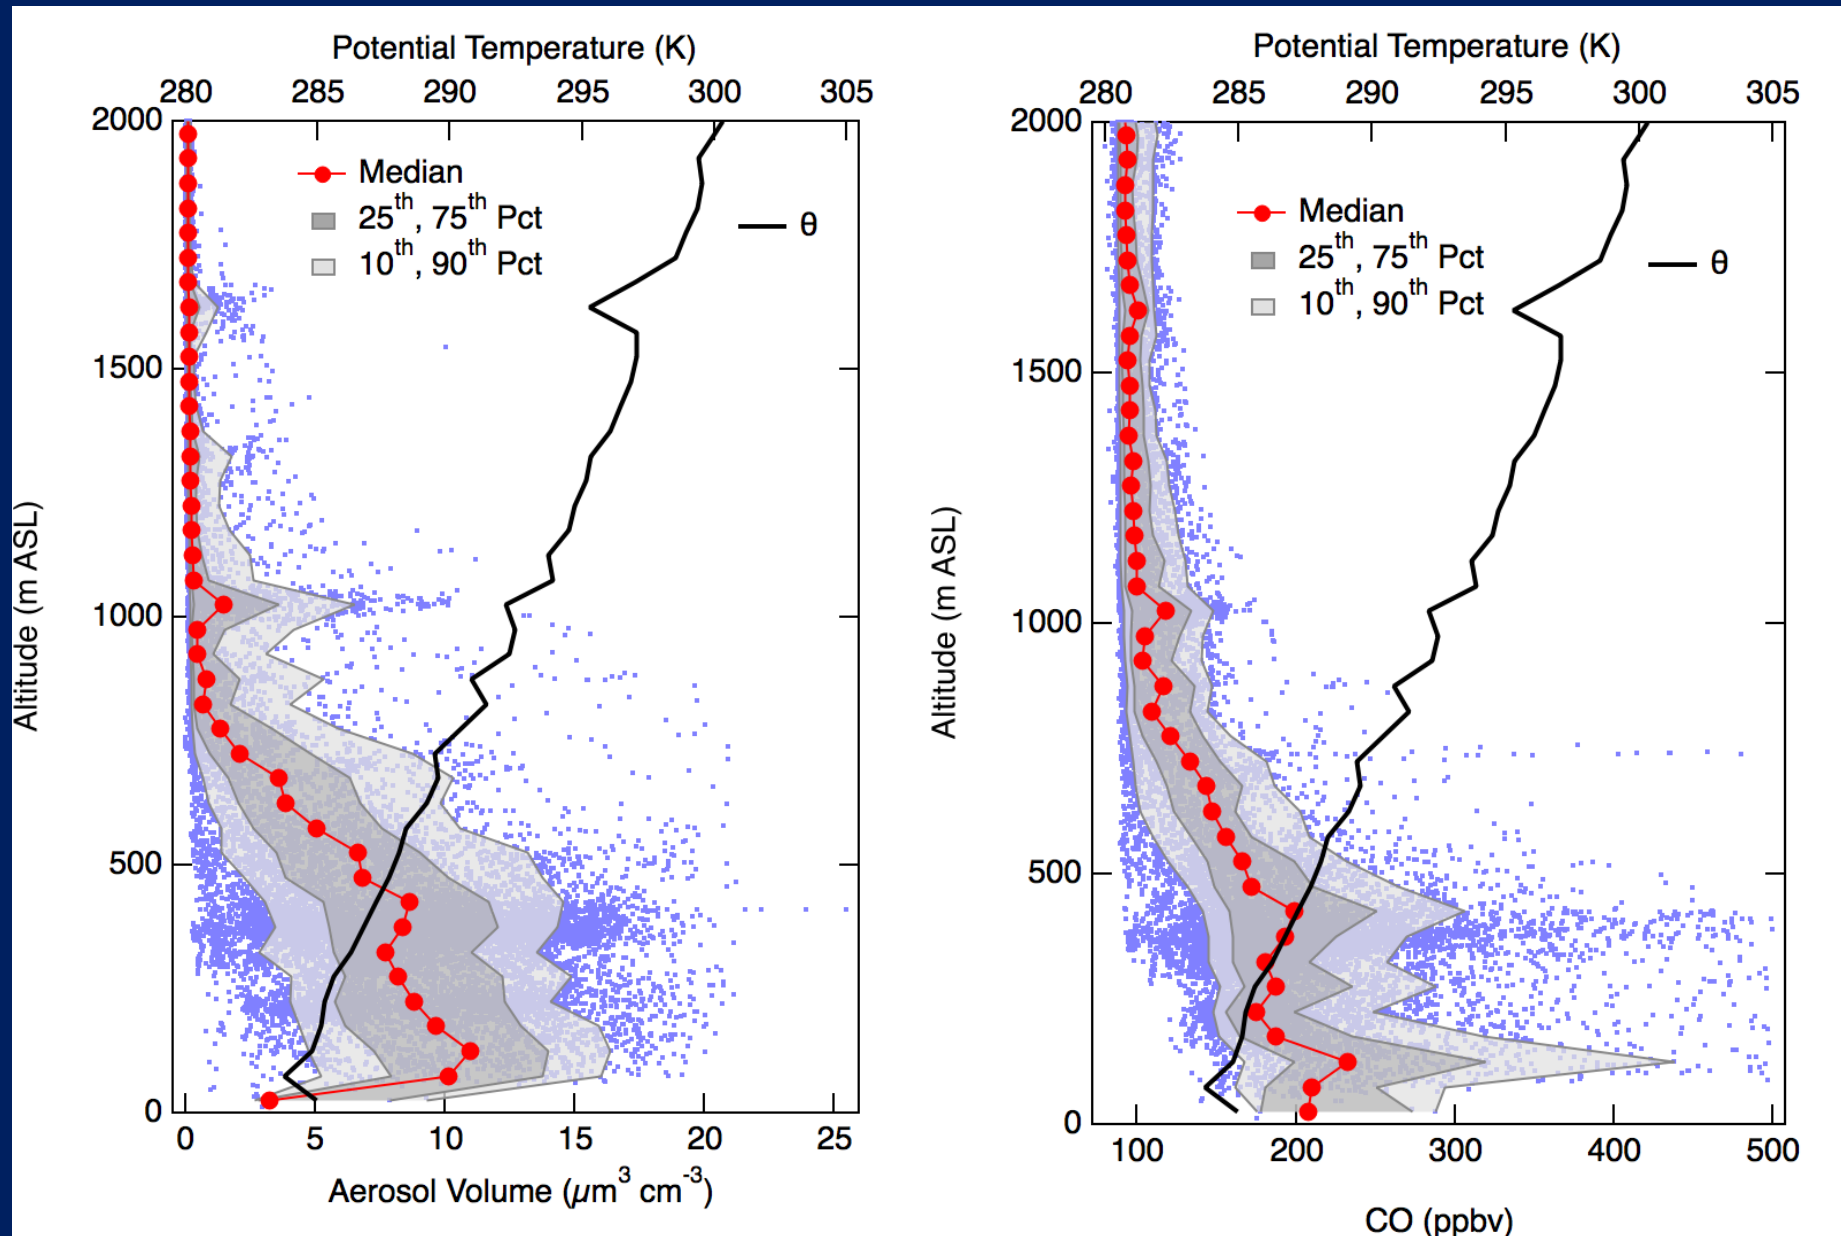 Potential Temperature (K)
280 285 290 295 300 305
2000
1500
1000
500
0
Altitude (m ASL)
Median
25th, 75th Pct
10th, 90th Pct
θ
0 5 10 15 20 25
Aerosol Volume (µm3 cm-3)
Potential Temperature (K)
280 285 290 295 300 305
2000
1500
1000
500
0
Altitude (m ASL)
Median
25th, 75th Pct
10th, 90th Pct
θ
100 200 300 400 500
CO (ppbv)